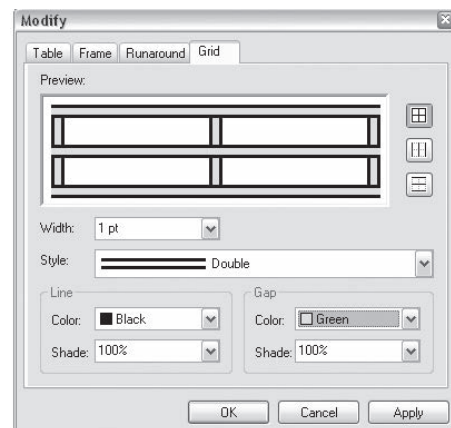 Modify
Table Frame Runaround Grid
Preview:
Width: 1 pt
Style: Double
Line Gap
Color: Black Color: Green
Shade: 100% Shade: 100%
OK Cancel Apply